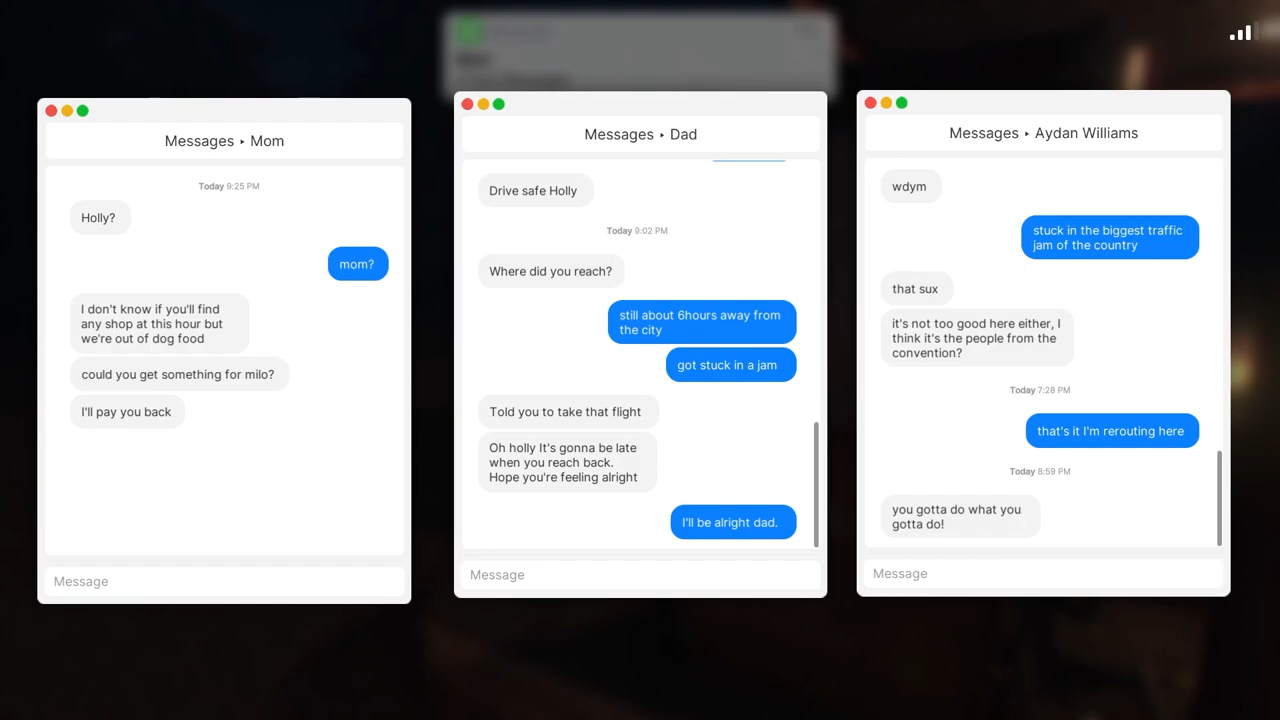 Messages ‣ Mom
Today 9:25 PM
Holly?
mom?
I don't know if you'll find
any shop at this hour but
we're out of dog food
could you get something for milo?
I'll pay you back
Message
Messages ‣ Dad
Drive safe Holly
Today 9:02 PM
Where did you reach?
still about 6hours away from
the city
got stuck in a jam
Told you to take that flight
Oh holly It's gonna be late
when you reach back.
Hope you're feeling alright
I'll be alright dad.
Message
Messages ‣ Aydan Williams
wdym
stuck in the biggest traffic
jam of the country
that sux
it's not too good here either, I
think it's the people from the
convention?
Today 7:28 PM
that's it I'm rerouting here
Today 8:59 PM
you gotta do what you
gotta do!
Message